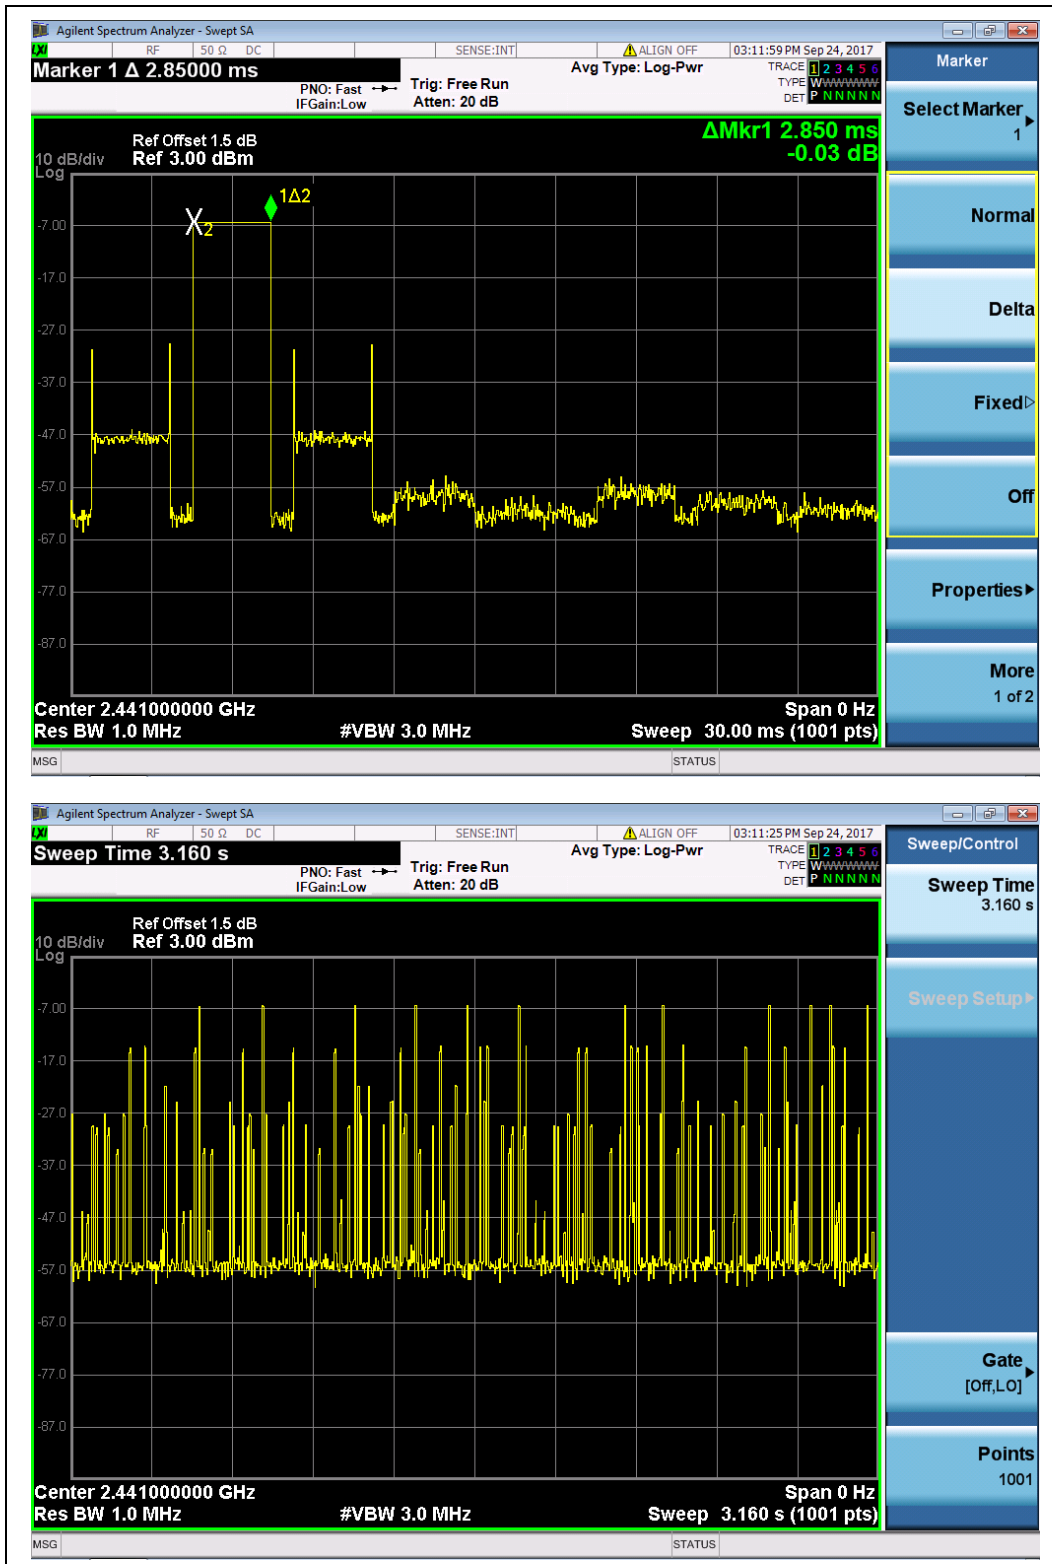 Agilent Spectrum Analyzer - Swept SA
LXI RF 50 Ω DC SENSE:INT ALIGN OFF 03:11:59 PM Sep 24, 2017
Marker 1 Δ 2.85000 ms
PNO: Fast
IFGain:Low
Trig: Free Run
Atten: 20 dB
Avg Type: Log-Pwr
TRACE 1 2 3 4 5 6
TYPE WWWWWWW
DET P N N N N N
Ref Offset 1.5 dB
Ref 3.00 dBm
10 dB/div
Log
ΔMkr1 2.850 ms
-0.03 dB
1Δ2
X2
-7.00
-17.0
-27.0
-37.0
-47.0
-57.0
-67.0
-77.0
-87.0
Center 2.441000000 GHz
Span 0 Hz
Res BW 1.0 MHz
#VBW 3.0 MHz
Sweep 30.00 ms (1001 pts)
MSG
STATUS
Marker
Select Marker
1
Normal
Delta
Fixed
Off
Properties
More
1 of 2
Agilent Spectrum Analyzer - Swept SA
LXI RF 50 Ω DC SENSE:INT ALIGN OFF 03:11:25 PM Sep 24, 2017
Sweep Time 3.160 s
PNO: Fast
IFGain:Low
Trig: Free Run
Atten: 20 dB
Avg Type: Log-Pwr
TRACE 1 2 3 4 5 6
TYPE WWWWWWW
DET P N N N N N
Ref Offset 1.5 dB
Ref 3.00 dBm
10 dB/div
Log
-7.00
-17.0
-27.0
-37.0
-47.0
-57.0
-67.0
-77.0
-87.0
Center 2.441000000 GHz
Span 0 Hz
Res BW 1.0 MHz
#VBW 3.0 MHz
Sweep 3.160 s (1001 pts)
MSG
STATUS
Sweep/Control
Sweep Time
3.160 s
Sweep Setup
Gate
[Off,LO]
Points
1001